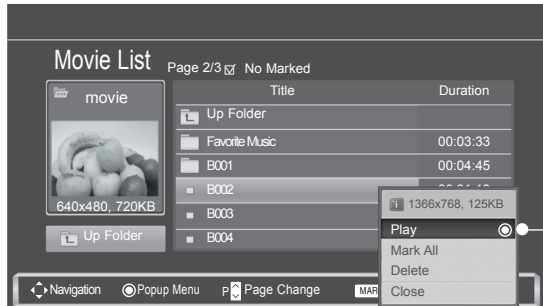 Movie List Page 2/3 No Marked
movie
640x480, 720KB
Up Folder
Title Duration
Up Folder
Favorite Music 00:03:33
B001 00:04:45
B002
B003
B004
1366x768, 125KB
Play
Mark All
Delete
Close
Navigation Popup Menu P Page Change MAR